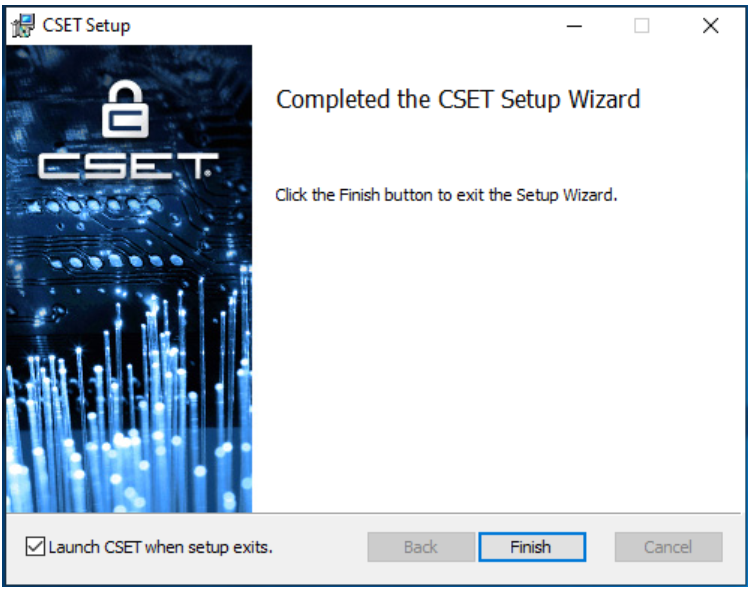 CSET Setup
Completed the CSET Setup Wizard
CSET.
Click the Finish button to exit the Setup Wizard.
Launch CSET when setup exits.
Back
Finish
Cancel